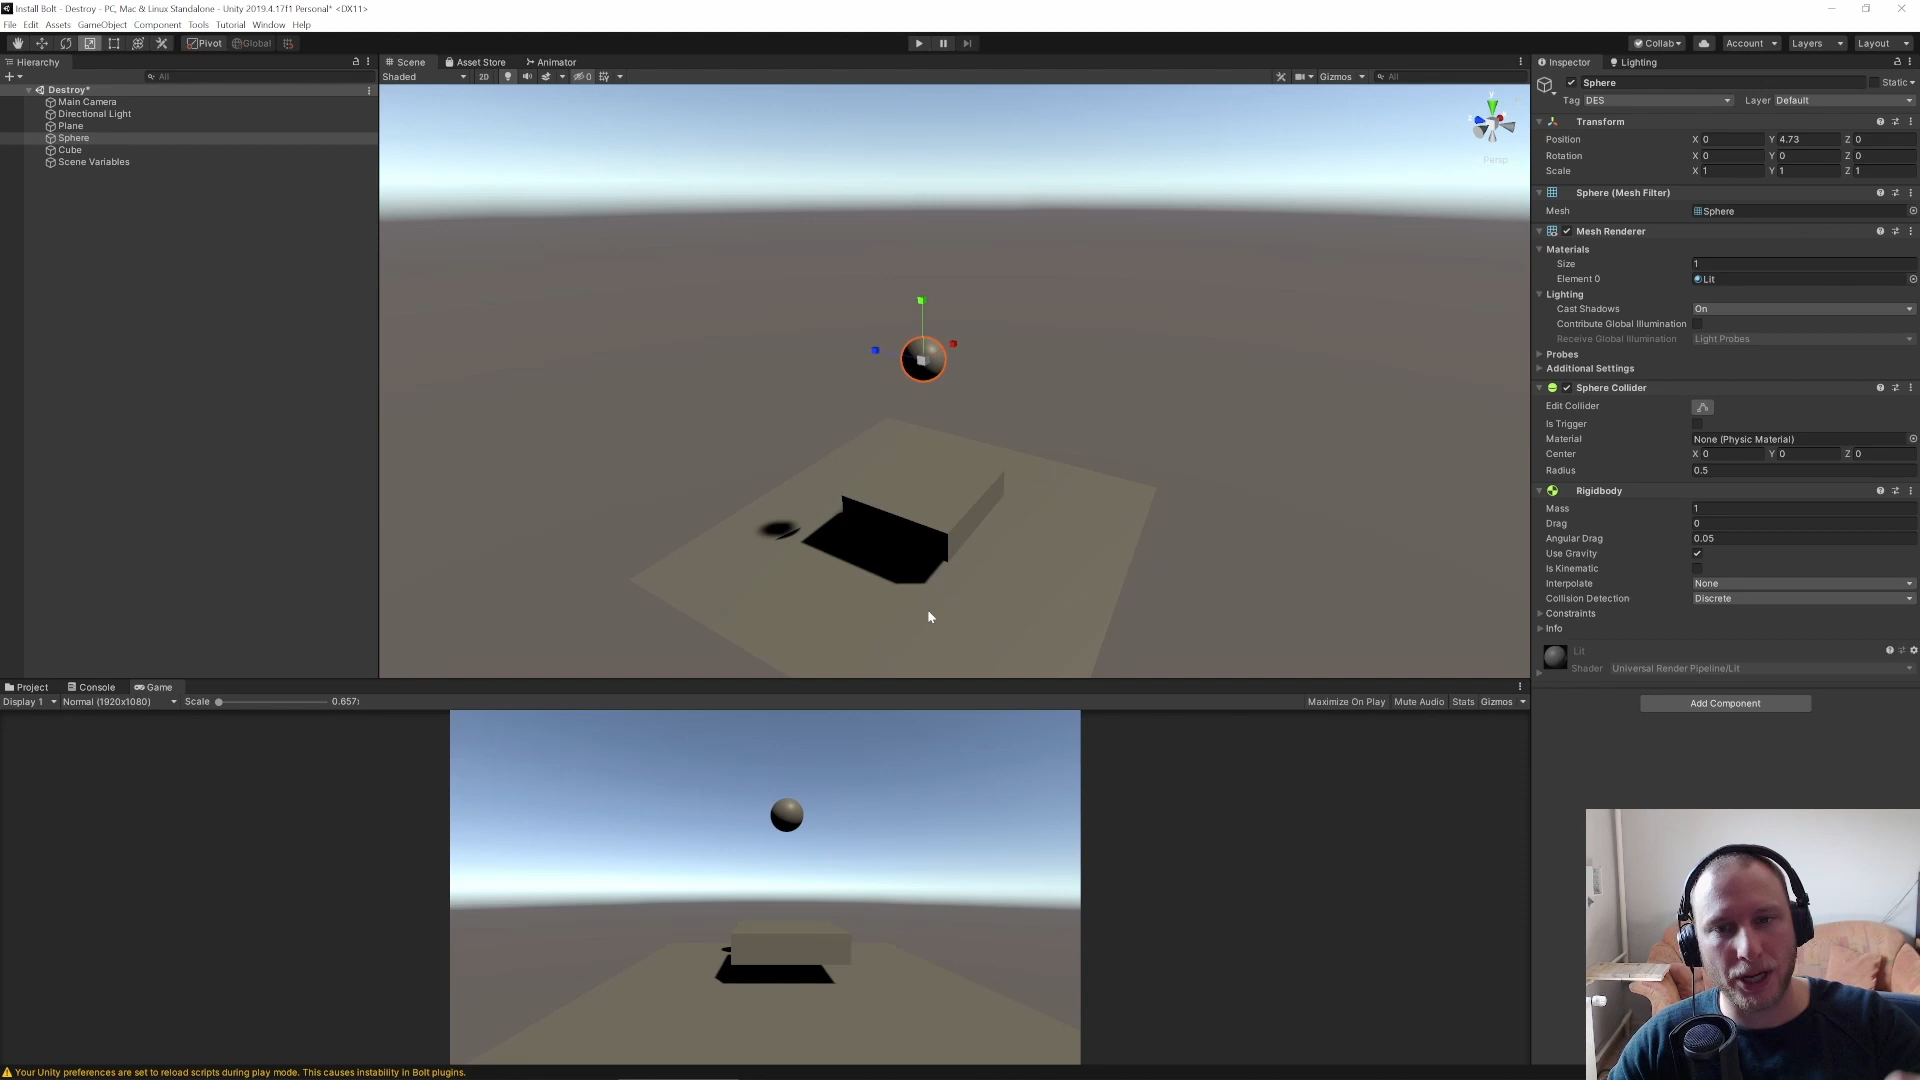 Install Bolt - Destroy - PC, Mac & Linux Standalone - Unity 2019.4.17f1 Personal* <DX11>
File Edit Assets GameObject Component Tools Tutorial Window Help
Pivot Global Collab Account Layers Layout
Hierarchy
All
Destroy*
Main Camera
Directional Light
Plane
Sphere
Cube
Scene Variables
Scene Asset Store Animator
Shaded 2D 0 Gizmos All
y
Persp
Inspector Lighting
Sphere Static
Tag DES Layer Default
Transform
Position X 0 Y 4.73 Z 0
Rotation X 0 Y 0 Z 0
Scale X 1 Y 1 Z 1
Sphere (Mesh Filter)
Mesh Sphere
Mesh Renderer
Materials
Size 1
Element 0 Lit
Lighting
Cast Shadows On
Contribute Global Illumination
Receive Global Illumination Light Probes
Probes
Additional Settings
Sphere Collider
Edit Collider
Is Trigger
Material None (Physic Material)
Center X 0 Y 0 Z 0
Radius 0.5
Rigidbody
Mass 1
Drag 0
Angular Drag 0.05
Use Gravity
Is Kinematic
Interpolate None
Collision Detection Discrete
Constraints
Info
Lit
Shader Universal Render Pipeline/Lit
Add Component
Project Console Game
Display 1 Normal (1920x1080) Scale 0.657 Maximize On Play Mute Audio Stats Gizmos
Your Unity preferences are set to reload scripts during play mode. This causes instability in Bolt plugins.